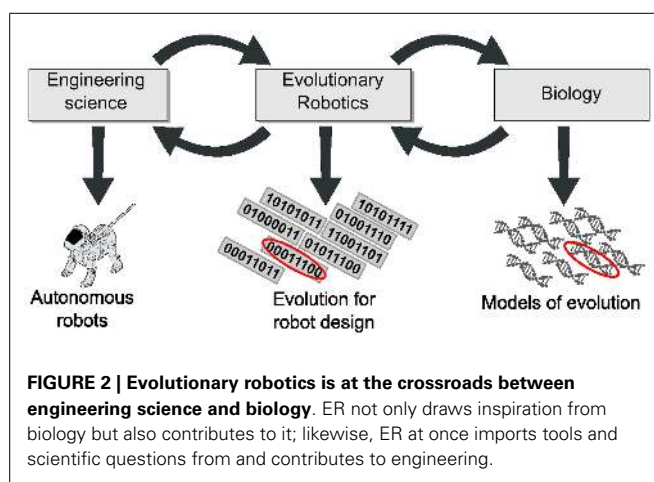 Engineering
science
Evolutionary
Robotics
Biology
10101011
10101111
01000011
01001110
11001101
00011011
00011100
01011100
Autonomous
robots
Evolution for
robot design
Models of evolution
FIGURE 2 | Evolutionary robotics is at the crossroads between
engineering science and biology. ER not only draws inspiration from
biology but also contributes to it; likewise, ER at once imports tools and
scientific questions from and contributes to engineering.